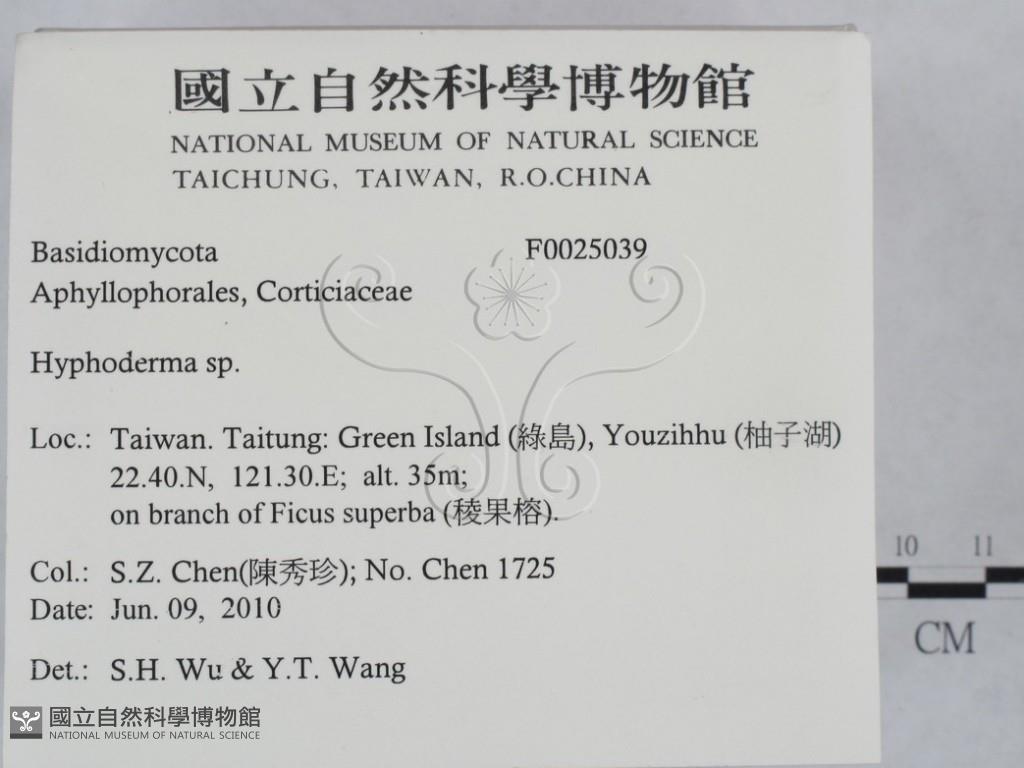 國立自然科學博物館
NATIONAL MUSEUM OF NATURAL SCIENCE
TAICHUNG, TAIWAN, R.O.CHINA
Basidiomycota F0025039
Aphyllophorales, Corticiaceae
Hyphoderma sp.
Loc.: Taiwan. Taitung: Green Island (綠島), Youzihhu (柚子湖)
22.40.N, 121.30.E; alt. 35m;
on branch of Ficus superba (稜果榕).
Col.: S.Z. Chen(陳秀珍); No. Chen 1725
Date: Jun. 09, 2010
Det.: S.H. Wu & Y.T. Wang
10 11
CM
國立自然科學博物館
NATIONAL MUSEUM OF NATURAL SCIENCE